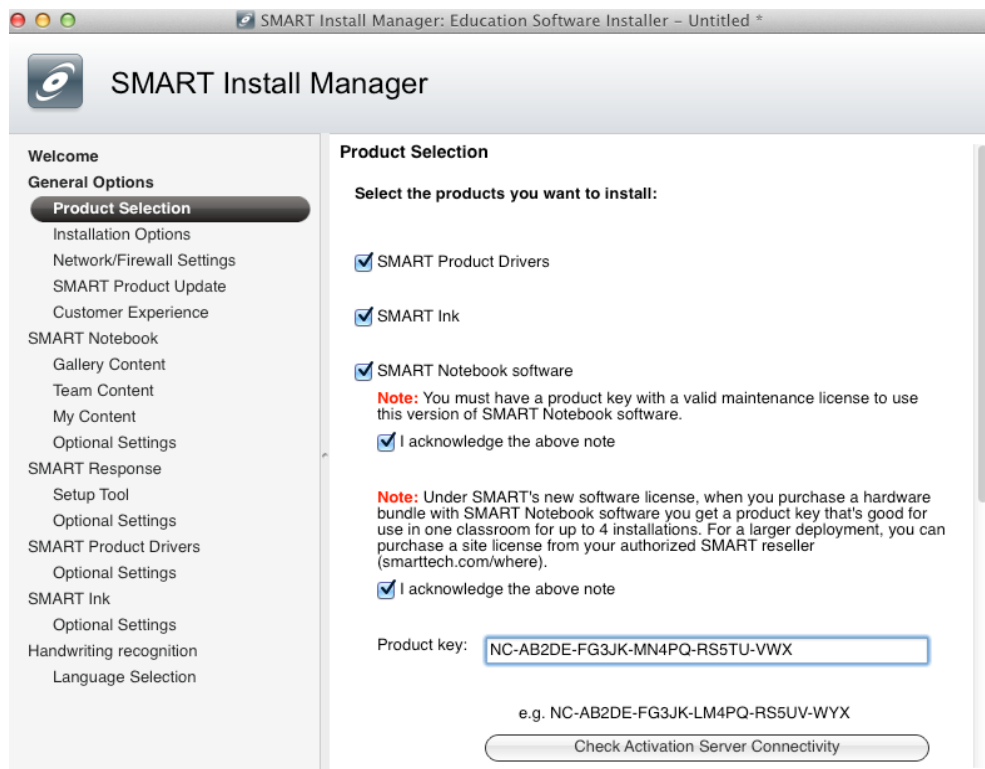 SMART Install Manager: Education Software Installer – Untitled *
SMART Install Manager
Welcome
General Options
Product Selection
Installation Options
Network/Firewall Settings
SMART Product Update
Customer Experience
SMART Notebook
Gallery Content
Team Content
My Content
Optional Settings
SMART Response
Setup Tool
Optional Settings
SMART Product Drivers
Optional Settings
SMART Ink
Optional Settings
Handwriting recognition
Language Selection
Product Selection
Select the products you want to install:
SMART Product Drivers
SMART Ink
SMART Notebook software
Note: You must have a product key with a valid maintenance license to use
this version of SMART Notebook software.
I acknowledge the above note
Note: Under SMART's new software license, when you purchase a hardware
bundle with SMART Notebook software you get a product key that's good for
use in one classroom for up to 4 installations. For a larger deployment, you can
purchase a site license from your authorized SMART reseller
(smarttech.com/where).
I acknowledge the above note
Product key: NC-AB2DE-FG3JK-MN4PQ-RS5TU-VWX
e.g. NC-AB2DE-FG3JK-LM4PQ-RS5UV-WYX
Check Activation Server Connectivity